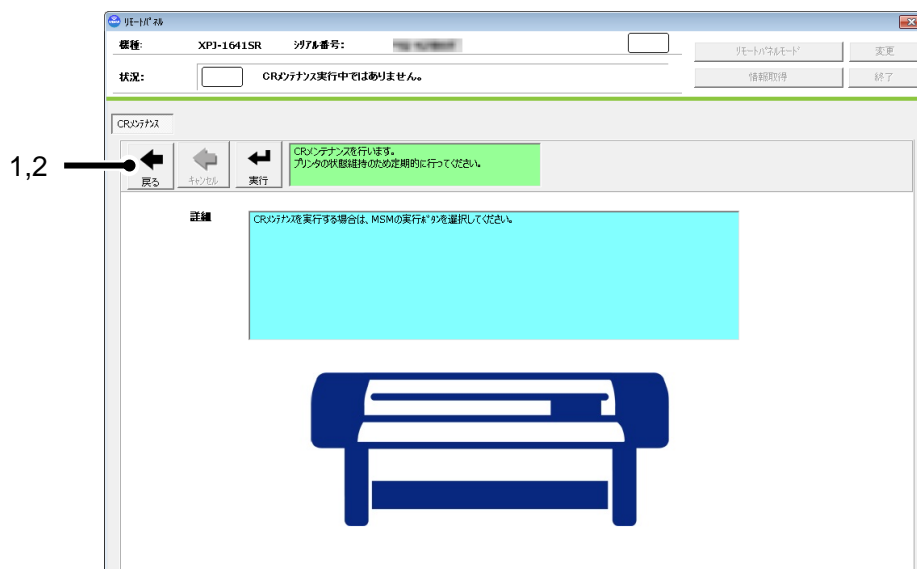 リモートパネル
機種: XPJ-1641SR シリアル番号:
リモートパネルモード 変更
状況: CRメンテナンス実行中ではありません。
情報取得 終了
CRメンテナンス
1,2
戻る キャンセル 実行
CRメンテナンスを行います。
プリンタの状態維持のため定期的に行ってください。
詳細
CRメンテナンスを実行する場合は、MSMの実行ボタンを選択してください。